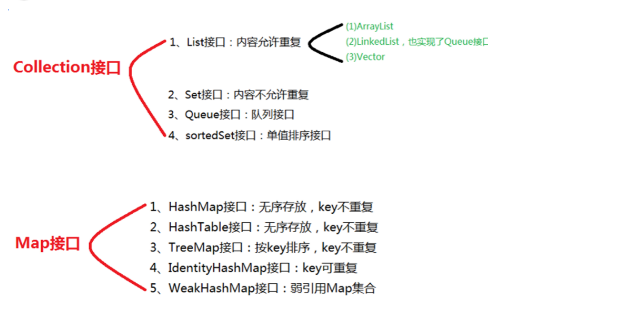 Collection接口
1、List接口：内容允许重复
(1)ArrayList
(2)LinkedList，也实现了Queue接口
(3)Vector
2、Set接口：内容不允许重复
3、Queue接口：队列接口
4、sortedSet接口：单值排序接口
Map接口
1、HashMap接口：无序存放，key不重复
2、HashTable接口：无序存放，key不重复
3、TreeMap接口：按key排序，key不重复
4、IdentityHashMap接口：key可重复
5、WeakHashMap接口：弱引用Map集合